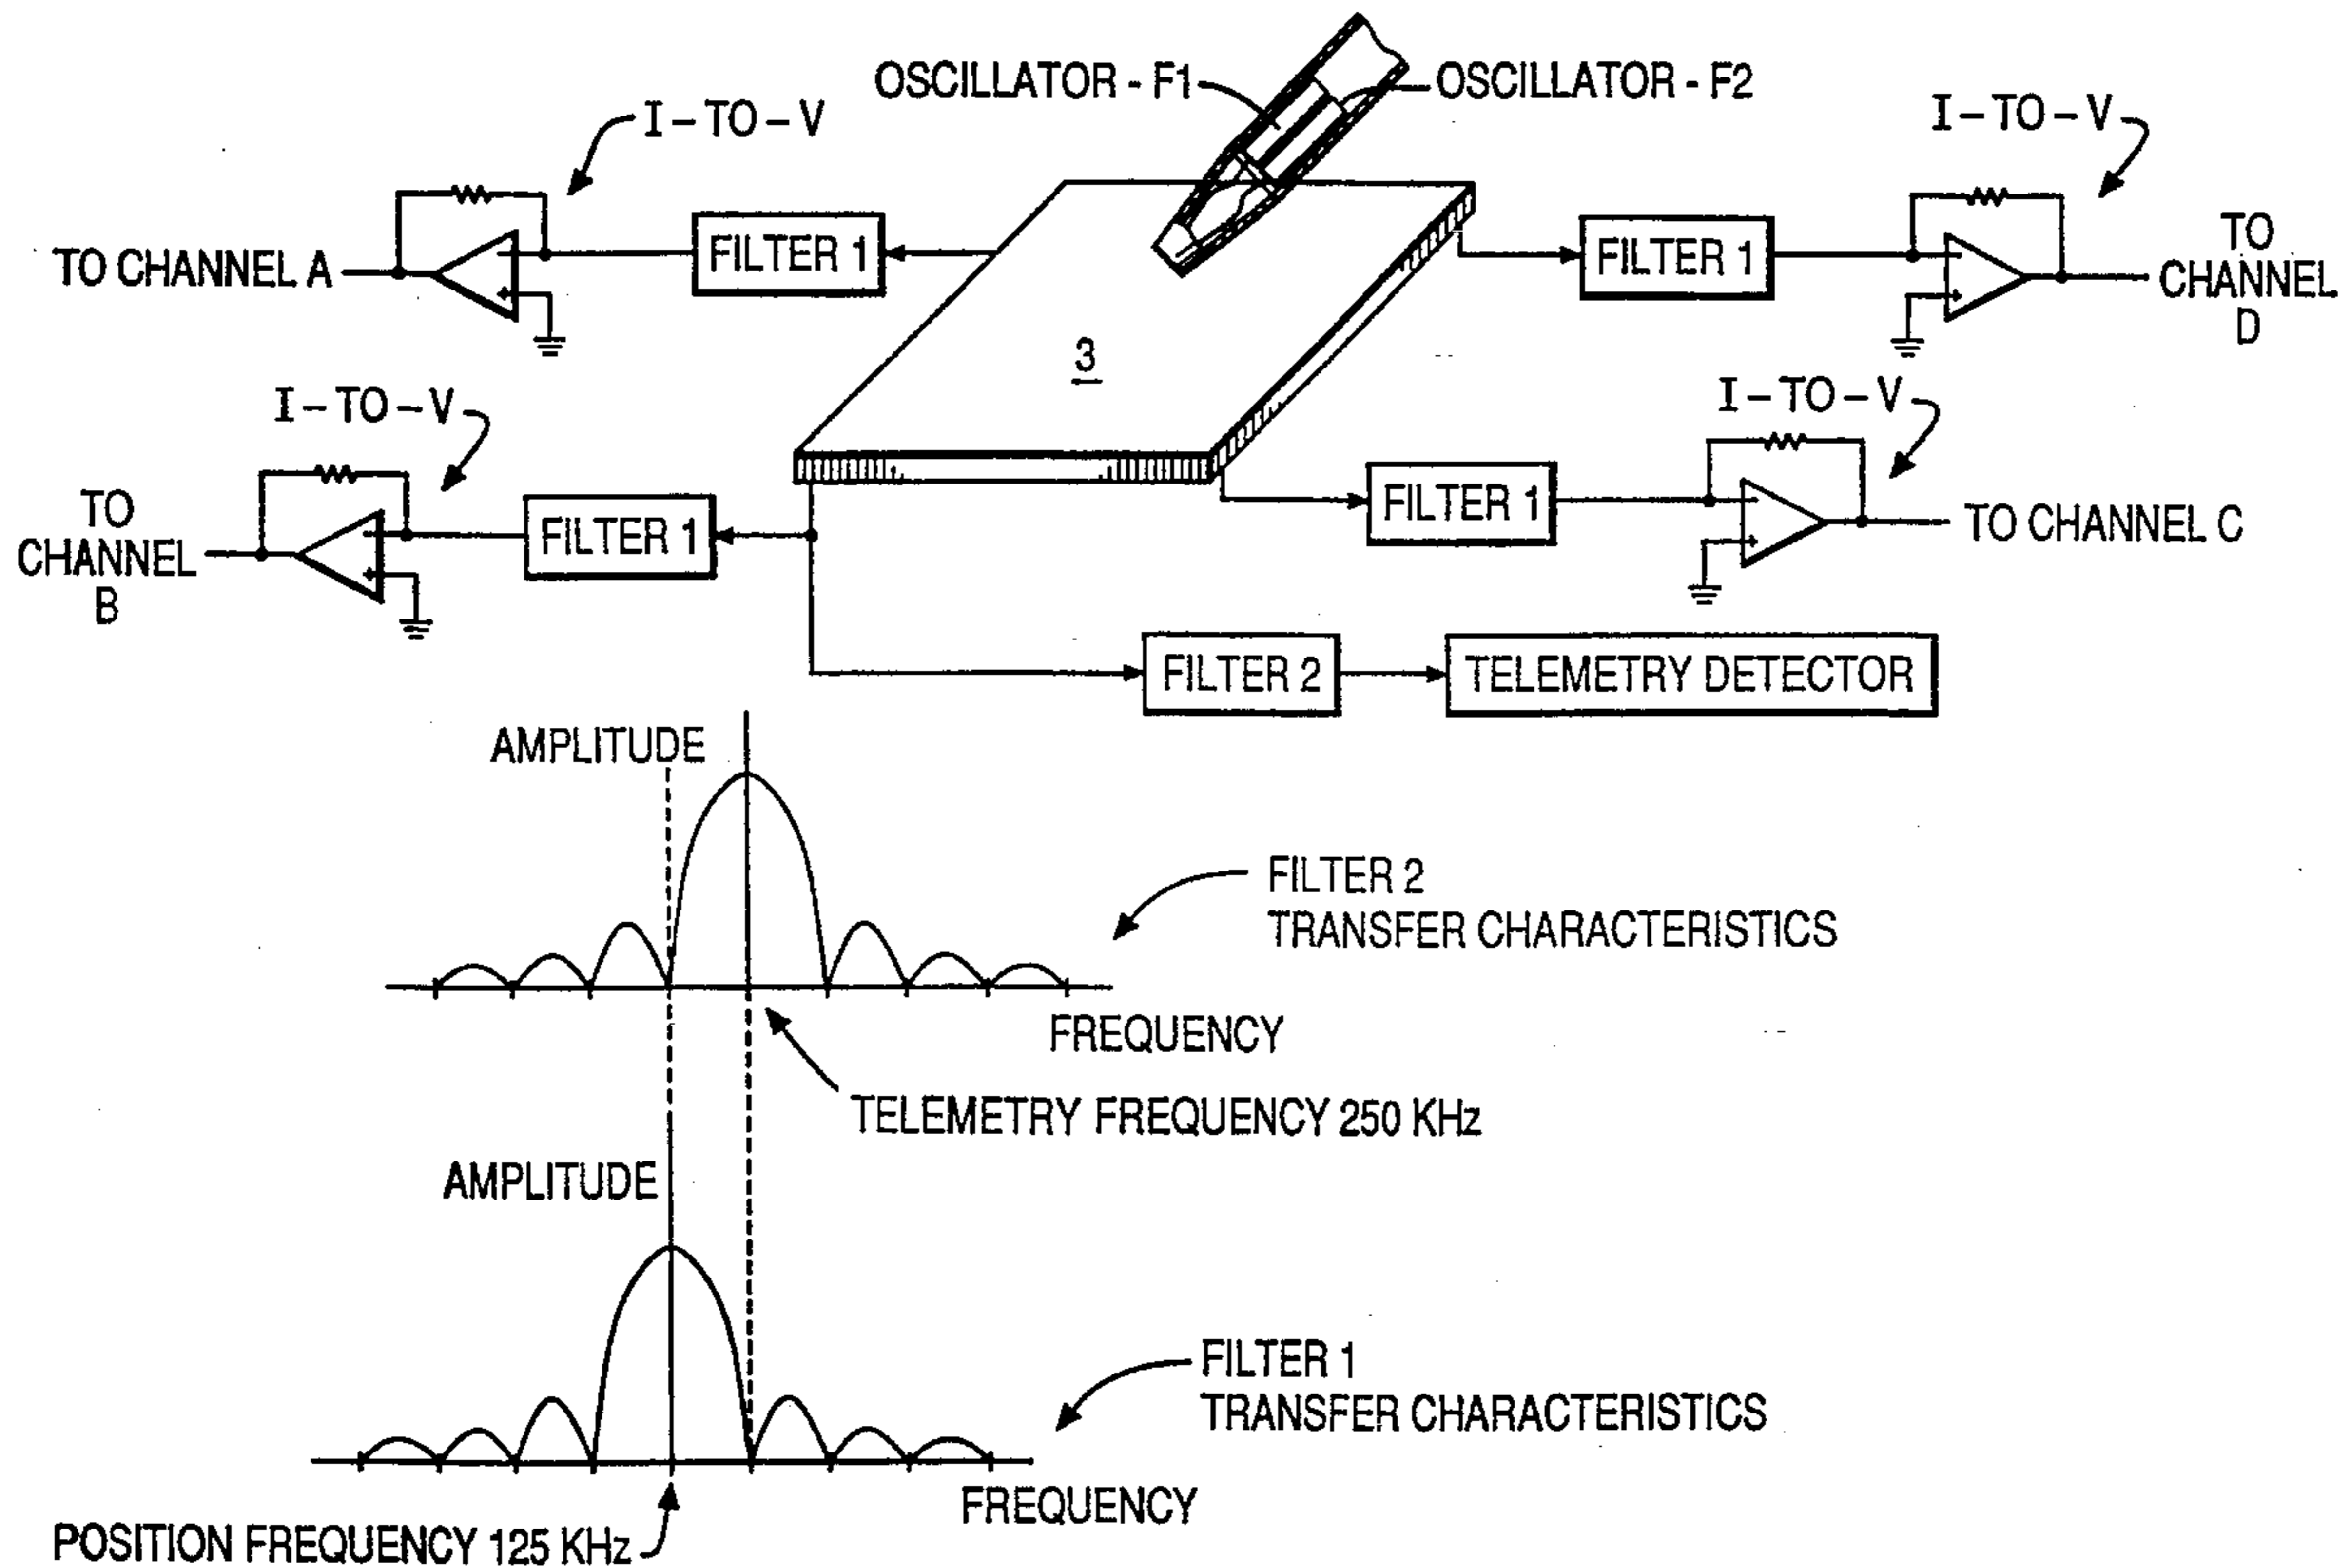 OSCILLATOR - F1
OSCILLATOR - F2
I-TO-V
I-TO-V
TO CHANNEL A
FILTER 1
FILTER 1
TO
CHANNEL
D
3
I-TO-V
I-TO-V
TO
CHANNEL
B
FILTER 1
FILTER 1
TO CHANNEL C
FILTER 2
TELEMETRY DETECTOR
AMPLITUDE
FILTER 2
TRANSFER CHARACTERISTICS
FREQUENCY
TELEMETRY FREQUENCY 250 KHz
AMPLITUDE
FILTER 1
TRANSFER CHARACTERISTICS
FREQUENCY
POSITION FREQUENCY 125 KHz